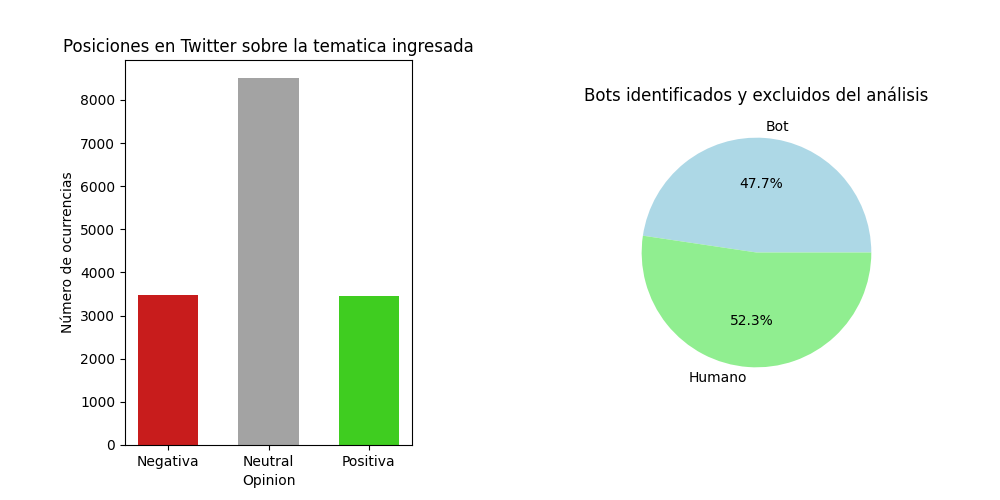 Posiciones en Twitter sobre la tematica ingresada
Número de ocurrencias
8000
7000
6000
5000
4000
3000
2000
1000
0
Negativa
Neutral
Positiva
Opinion
Bots identificados y excluidos del análisis
Bot
47.7%
52.3%
Humano